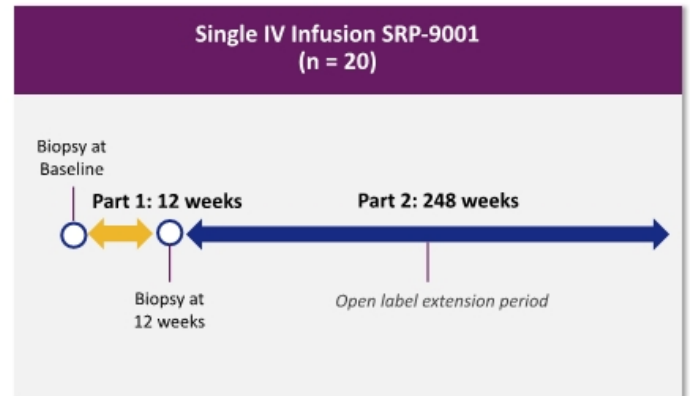 Single IV Infusion SRP-9001
(n = 20)
Biopsy at
Baseline
Part 1: 12 weeks
Part 2: 248 weeks
Biopsy at
12 weeks
Open label extension period